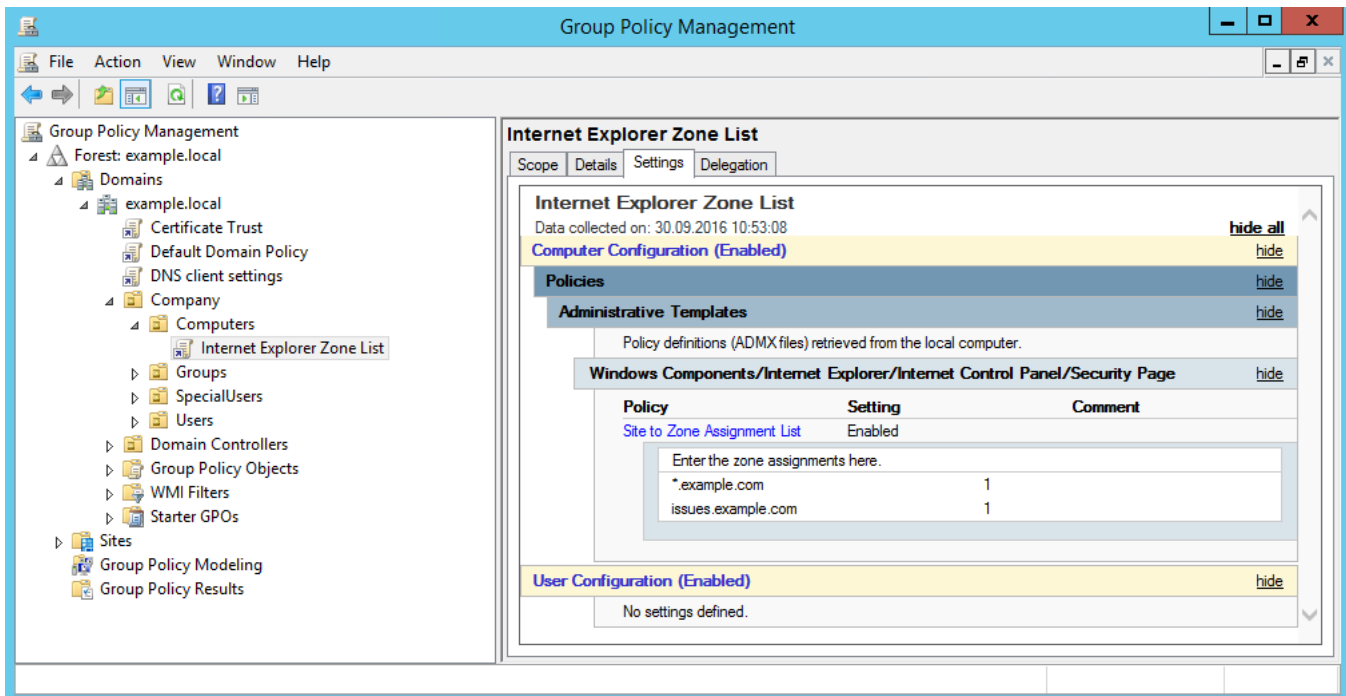 Group Policy Management
File Action View Window Help
Group Policy Management
Forest: example.local
Domains
example.local
Certificate Trust
Default Domain Policy
DNS client settings
Company
Computers
Internet Explorer Zone List
Groups
SpecialUsers
Users
Domain Controllers
Group Policy Objects
WMI Filters
Starter GPOs
Sites
Group Policy Modeling
Group Policy Results
Internet Explorer Zone List
Scope Details Settings Delegation
Internet Explorer Zone List
Data collected on: 30.09.2016 10:53:08 hide all
Computer Configuration (Enabled) hide
Policies hide
Administrative Templates hide
Policy definitions (ADMX files) retrieved from the local computer.
Windows Components/Internet Explorer/Internet Control Panel/Security Page hide
Policy Setting Comment
Site to Zone Assignment List Enabled
Enter the zone assignments here.
*.example.com 1
issues.example.com 1
User Configuration (Enabled) hide
No settings defined.